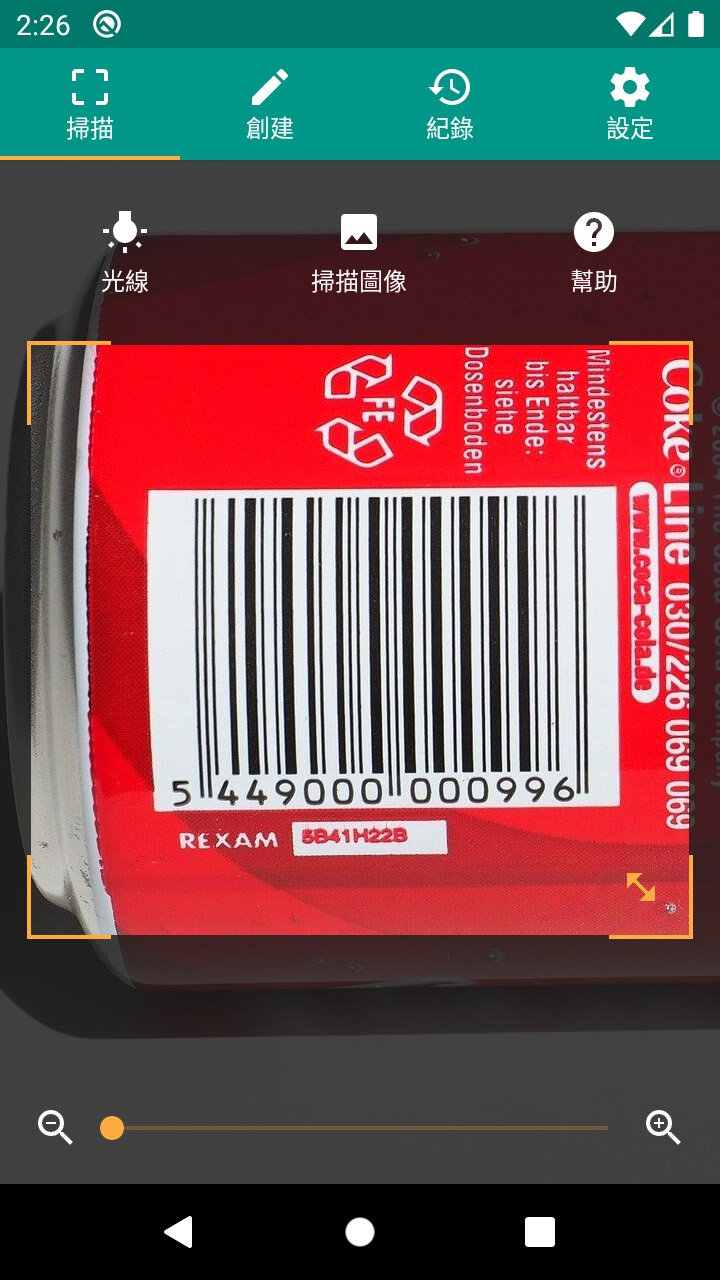 2:26
掃描
創建
紀錄
設定
光線
掃描圖像
幫助
Mindestens
haltbar
bis Ende:
siehe
Dosenboden
FE
Coke® Line 030/226 069 069
www.coca-cola.de
5 449000 000996
REXAM
5B41H22B